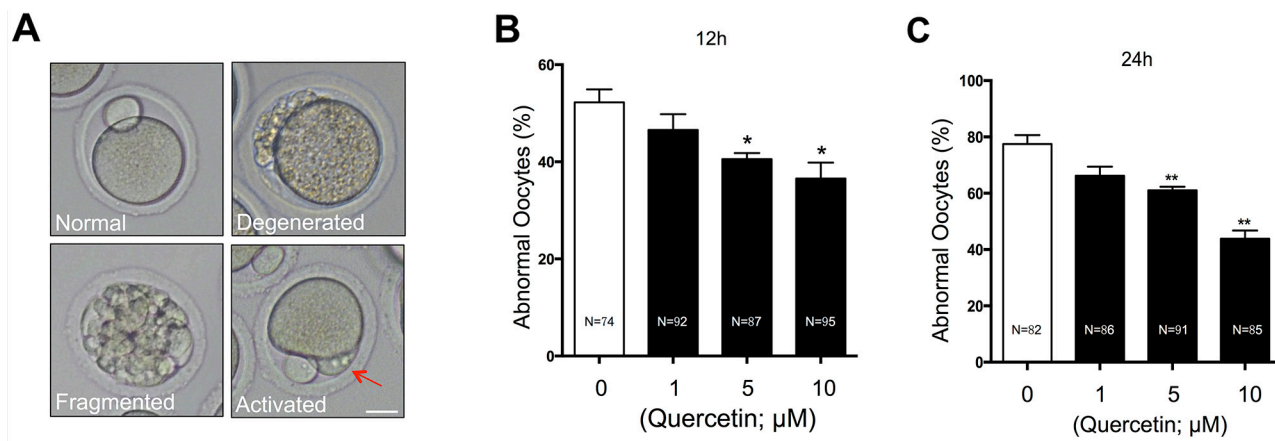 A
Normal
Degenerated
Fragmented
Activated
B
12h
Abnormal Oocytes (%)
60
40
20
0
*
*
N=74
N=92
N=87
N=95
0
1
5
10
(Quercetin; μM)
C
24h
Abnormal Oocytes (%)
100
80
60
40
80
0
**
**
N=82
N=86
N=91
N=85
0
1
5
10
(Quercetin; μM)